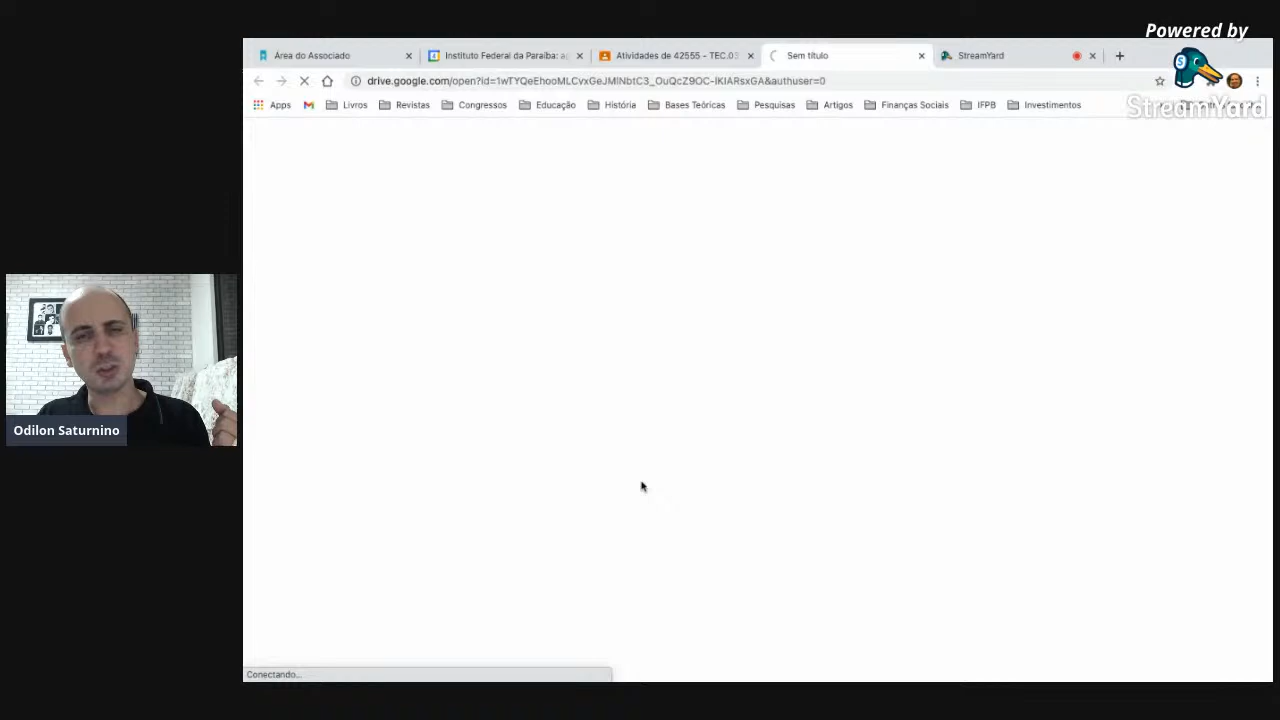 Powered by
StreamYard
Área do Associado
Instituto Federal da Paraíba: a
Atividades de 42555 - TEC.03
Sem título
StreamYard
drive.google.com/open?id=1wTYQeEhooMLCvxGeJMlNbtC3_OuQcZ9OC-lKlARsxGA&authuser=0
Apps
Livros
Revistas
Congressos
Educação
História
Bases Teóricas
Pesquisas
Artigos
Finanças Sociais
IFPB
Investimentos
Odilon Saturnino
Conectando...